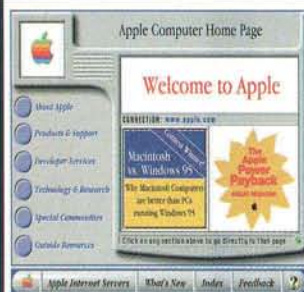 Apple Computer Home Page
Welcome to Apple
CONNECTION: www.apple.com
About Apple
Products & Support
Developer Services
Technology & Research
Special Communities
Outside Resources
Macintosh
vs. Windows 95
Why Macintosh Computers
are better than PCs
running Windows 95
The
Apple
Payback
Click on any section above to go directly to that page
Apple Internet Servers
What's New
Index
Feedback
?